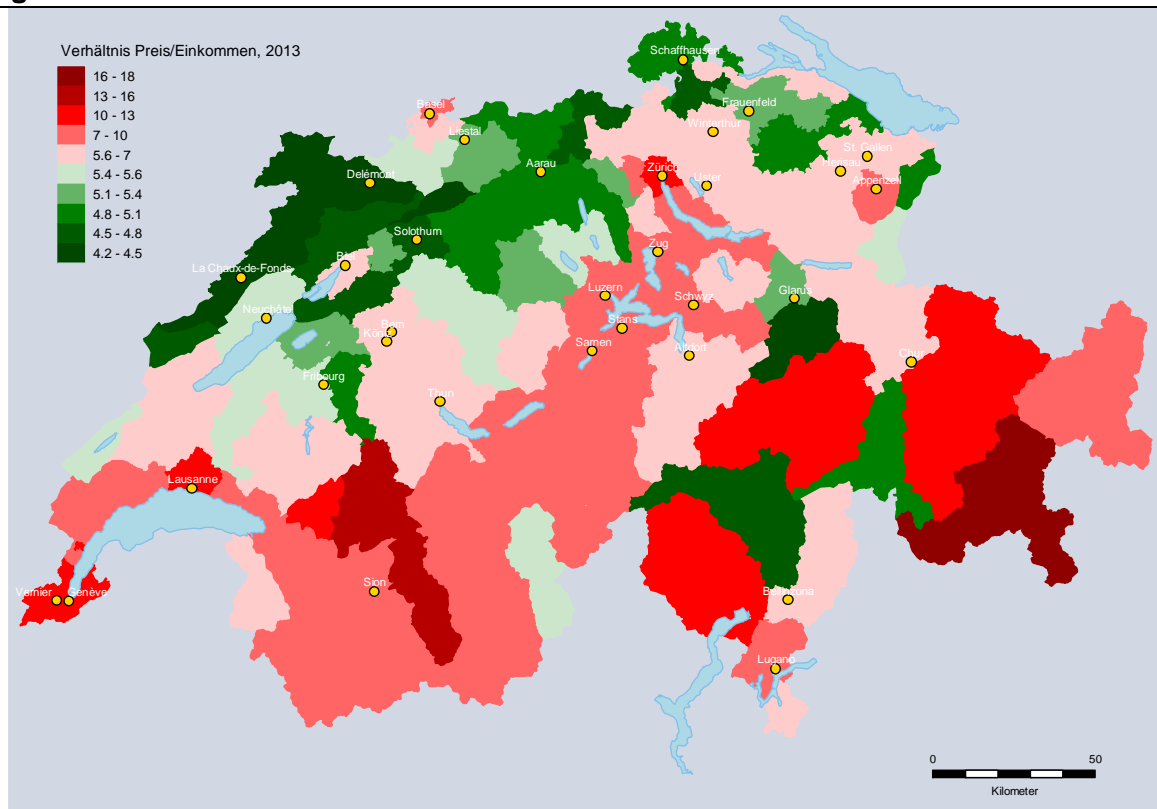 Verhältnis Preis/Einkommen, 2013
16 - 18
13 - 16
10 - 13
7 - 10
5.6 - 7
5.4 - 5.6
5.1 - 5.4
4.8 - 5.1
4.5 - 4.8
4.2 - 4.5
Schaffhausen
Basel
Frauenfeld
Winterthur
Liestal
St. Gallen
Aarau
Herisau
Zürich
Uster
Delémont
Appenzell
Solothurn
Zug
Biel
La Chaux-de-Fonds
Luzern
Schwyz
Glarus
Neuchâtel
Stans
Bern
Köniz
Sarnen
Altdorf
Chur
Fribourg
Thun
Lausanne
Sion
Vernier
Genève
Bellinzona
Lugano
0
50
Kilometer